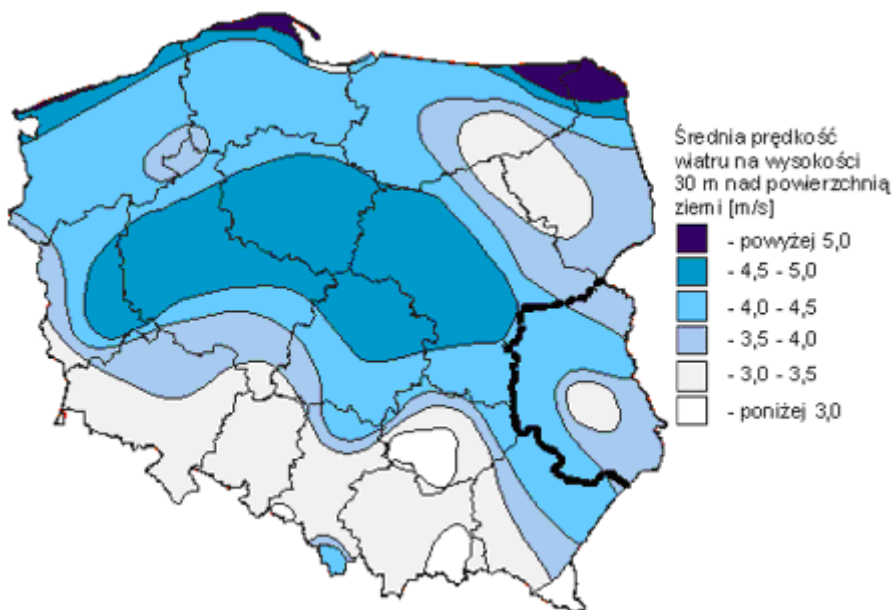 Średnia prędkość
wiatru na wysokości
30 m nad powierzchnią
ziemi [m/s]
- powyżej 5,0
- 4,5 - 5,0
- 4,0 - 4,5
- 3,5 - 4,0
- 3,0 - 3,5
- poniżej 3,0